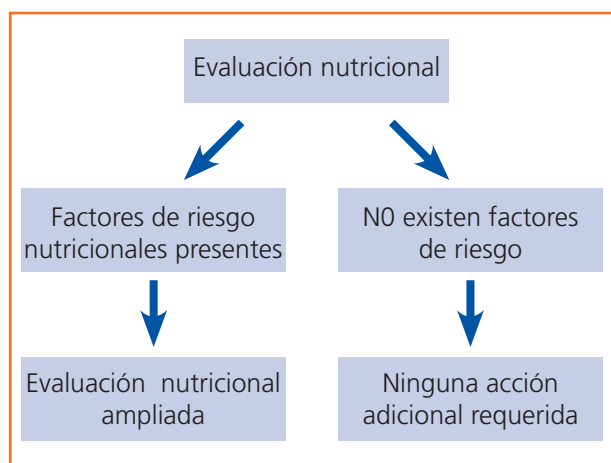 Evaluación nutricional
Factores de riesgo
nutricionales presentes
N0 existen factores
de riesgo
Evaluación nutricional
ampliada
Ninguna acción
adicional requerida